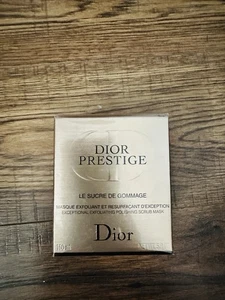 DIOR
PRESTIGE
LE SUCRE DE GOMMAGE
MASQUE EXFOLIANT ET RESURFAÇANT D'EXCEPTION
EXCEPTIONAL EXFOLIATING POLISHING SCRUB MASK
Dior